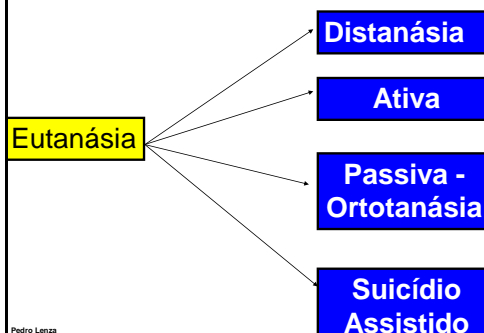 Distanásia
Ativa
Eutanásia
Passiva -
Ortotanásia
Suicídio
Assistido
Pedro Lenza